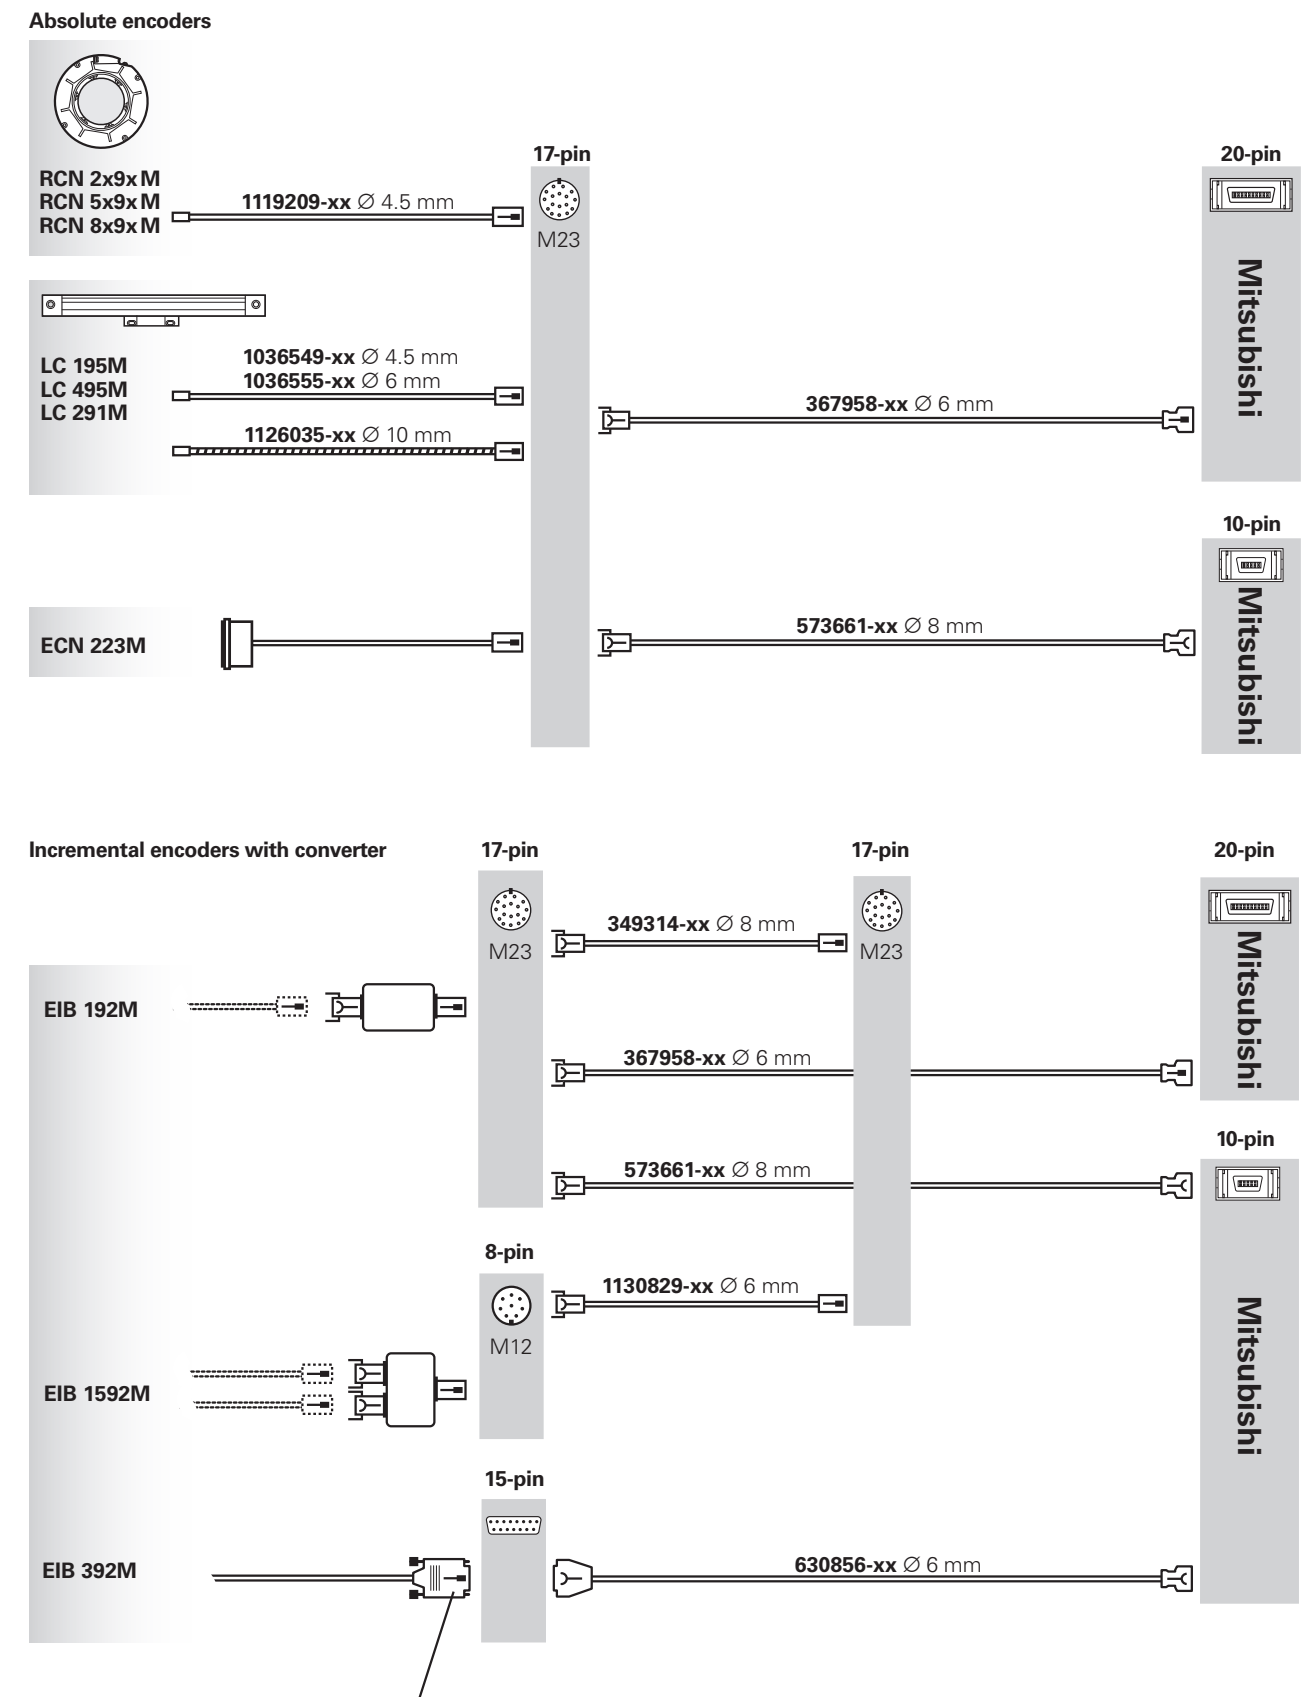 Absolute encoders
17-pin
20-pin
RCN 2x9x M
RCN 5x9x M
RCN 8x9x M
1119209-xx Ø 4.5 mm
M23
Mitsubishi
LC 195M
LC 495M
LC 291M
1036549-xx Ø 4.5 mm
1036555-xx Ø 6 mm
1126035-xx Ø 10 mm
367958-xx Ø 6 mm
10-pin
Mitsubishi
ECN 223M
573661-xx Ø 8 mm
Incremental encoders with converter
17-pin
17-pin
20-pin
M23
349314-xx Ø 8 mm
M23
Mitsubishi
EIB 192M
367958-xx Ø 6 mm
10-pin
573661-xx Ø 8 mm
8-pin
1130829-xx Ø 6 mm
M12
Mitsubishi
EIB 1592M
15-pin
EIB 392M
630856-xx Ø 6 mm